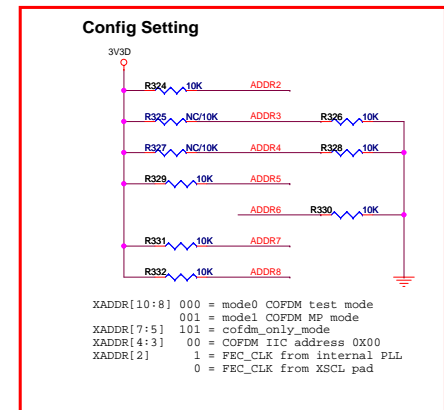 Config Setting
3V3D
R324 10K ADDR2
R325 NC/10K ADDR3 R326 10K
R327 NC/10K ADDR4 R328 10K
R329 10K ADDR5
ADDR6 R330 10K
R331 10K ADDR7
R332 10K ADDR8
XADDR[10:8] 000 = mode0 COFDM test mode
001 = mode1 COFDM MP mode
XADDR[7:5] 101 = cofdm_only_mode
XADDR[4:3] 00 = COFDM IIC address 0X00
XADDR[2] 1 = FEC_CLK from internal PLL
0 = FEC_CLK from XSCL pad